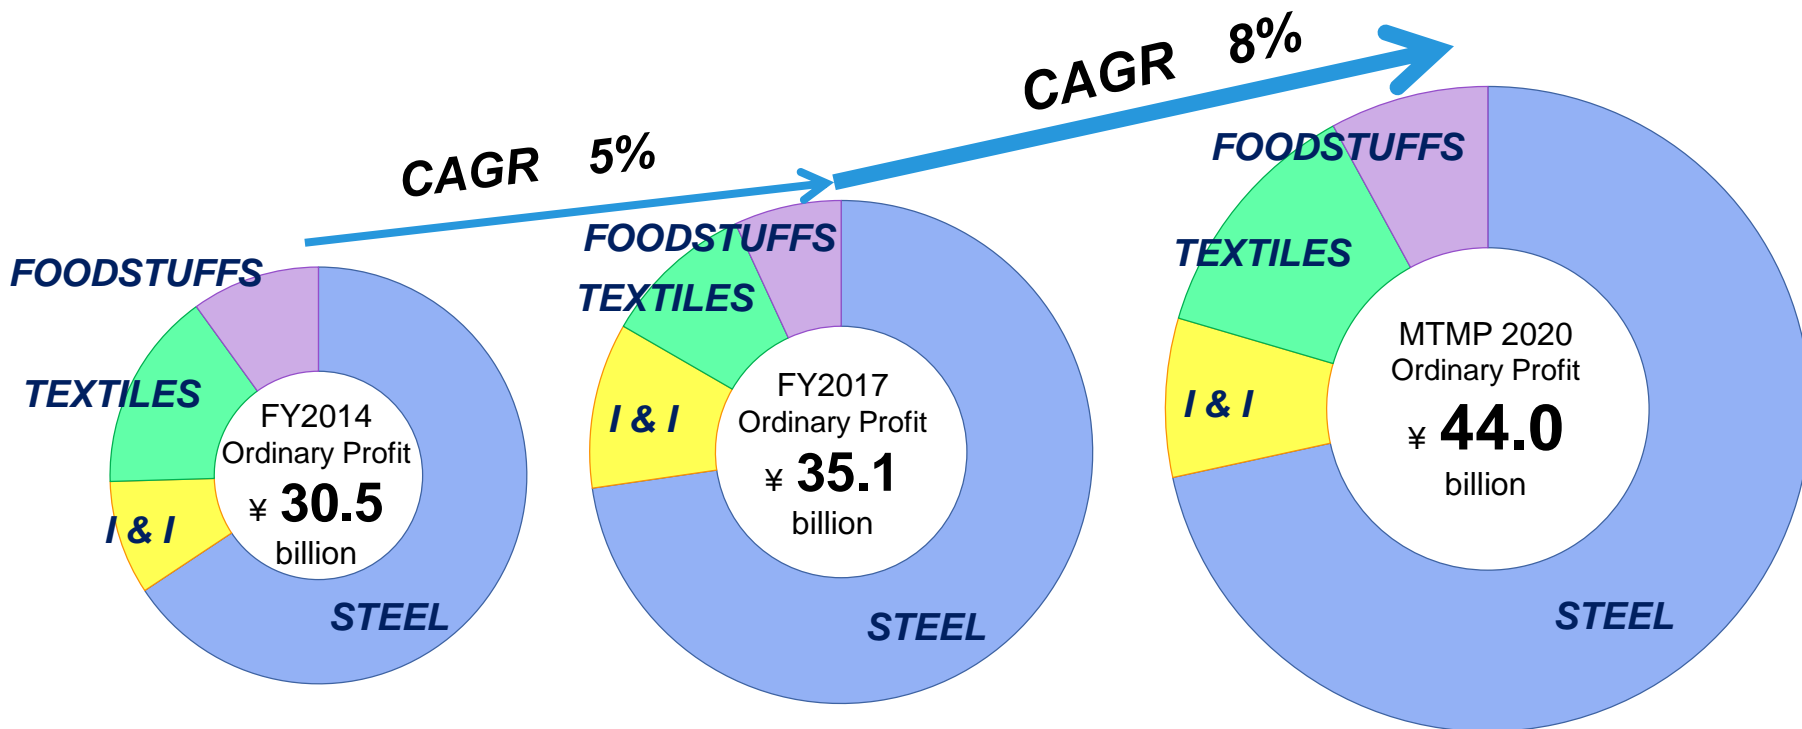 CAGR 5%
CAGR 8%
FOODSTUFFS
TEXTILES
I & I
STEEL
FY2014
Ordinary Profit
¥ 30.5
billion
FOODSTUFFS
TEXTILES
I & I
STEEL
FY2017
Ordinary Profit
¥ 35.1
billion
FOODSTUFFS
TEXTILES
I & I
STEEL
MTMP 2020
Ordinary Profit
¥ 44.0
billion